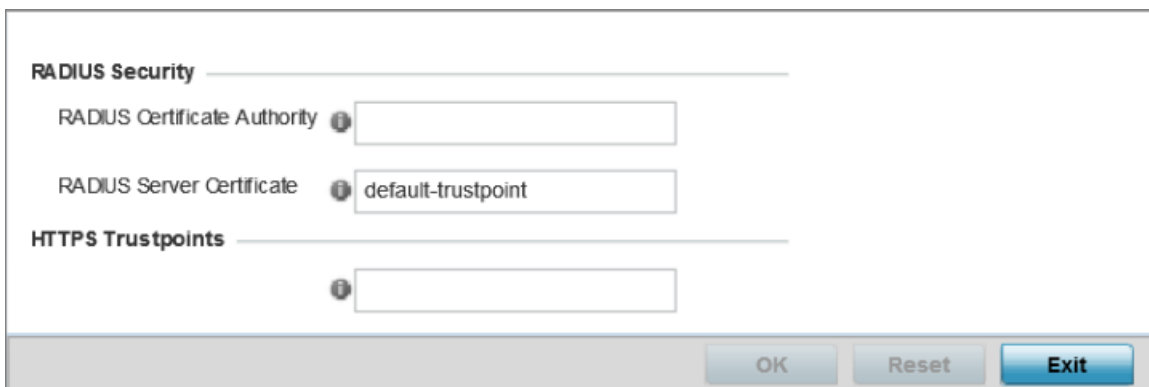 RADIUS Security
RADIUS Certificate Authority
RADIUS Server Certificate
default-trustpoint
HTTPS Trustpoints
OK Reset Exit